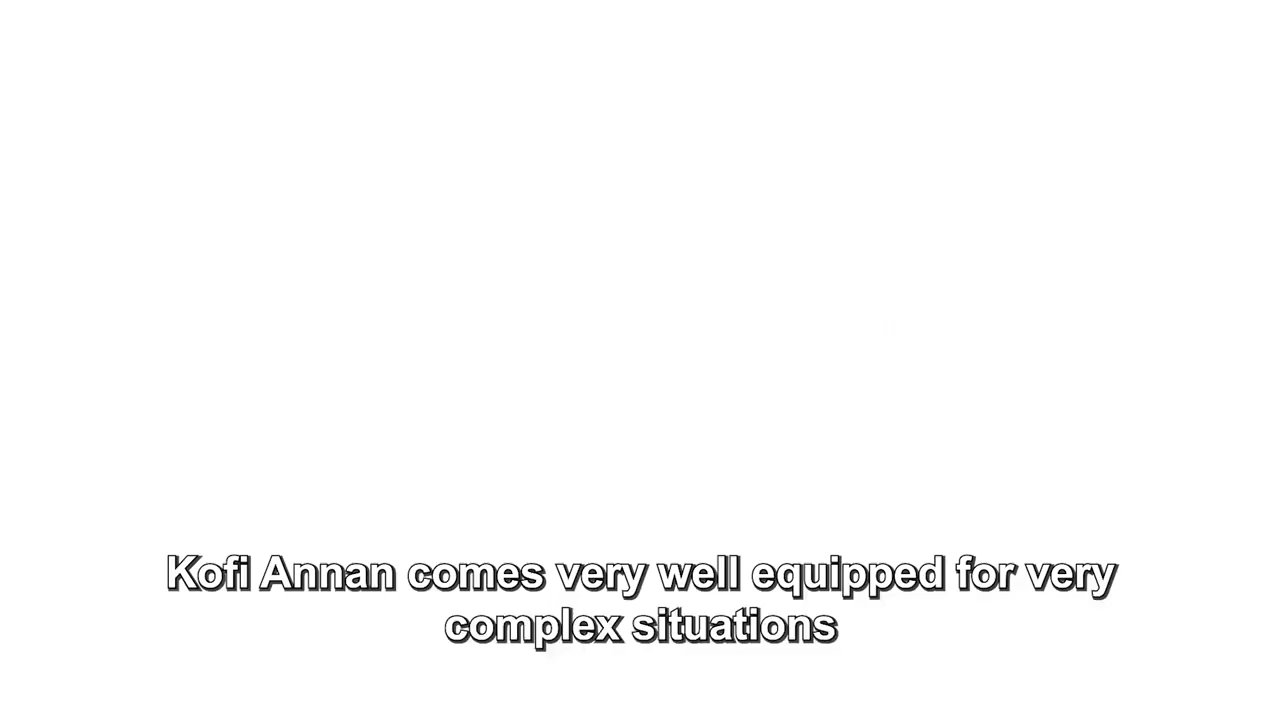 Kofi Annan comes very well equipped for very
complex situations